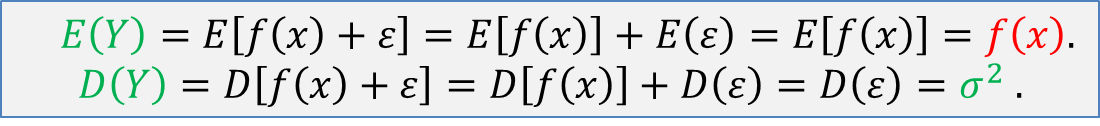 E(Y) = E[f(x) + ε] = E[f(x)] + E(ε) = E[f(x)] = f(x).
D(Y) = D[f(x) + ε] = D[f(x)] + D(ε) = D(ε) = σ² .